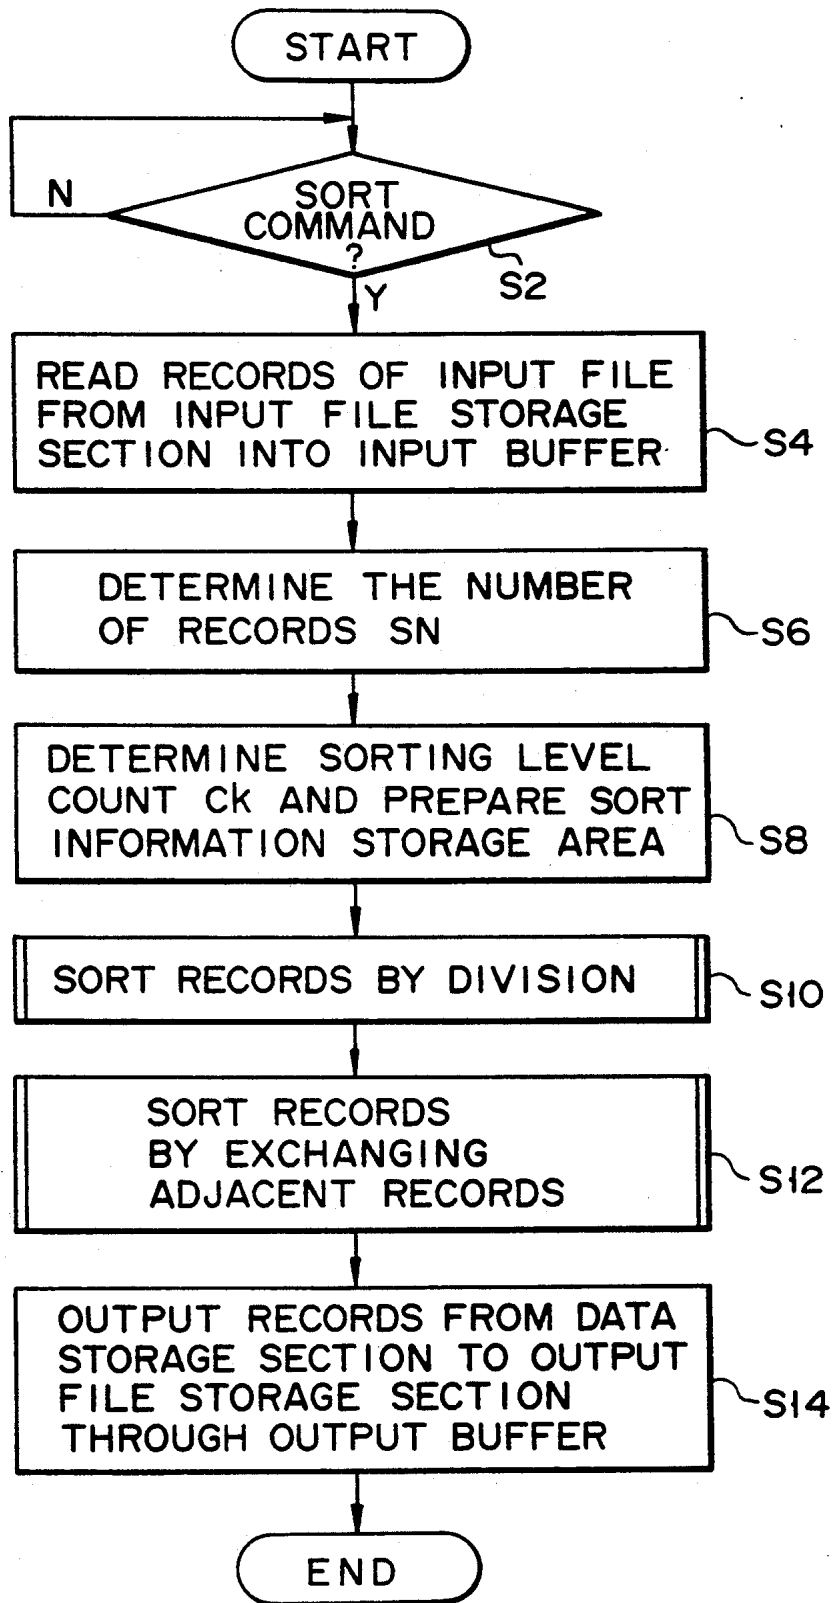 START
N
SORT
COMMAND
?
S2
Y
READ RECORDS OF INPUT FILE
FROM INPUT FILE STORAGE
SECTION INTO INPUT BUFFER
S4
DETERMINE THE NUMBER
OF RECORDS SN
S6
DETERMINE SORTING LEVEL
COUNT Ck AND PREPARE SORT
INFORMATION STORAGE AREA
S8
SORT RECORDS BY DIVISION
S10
SORT RECORDS
BY EXCHANGING
ADJACENT RECORDS
S12
OUTPUT RECORDS FROM DATA
STORAGE SECTION TO OUTPUT
FILE STORAGE SECTION
THROUGH OUTPUT BUFFER
S14
END